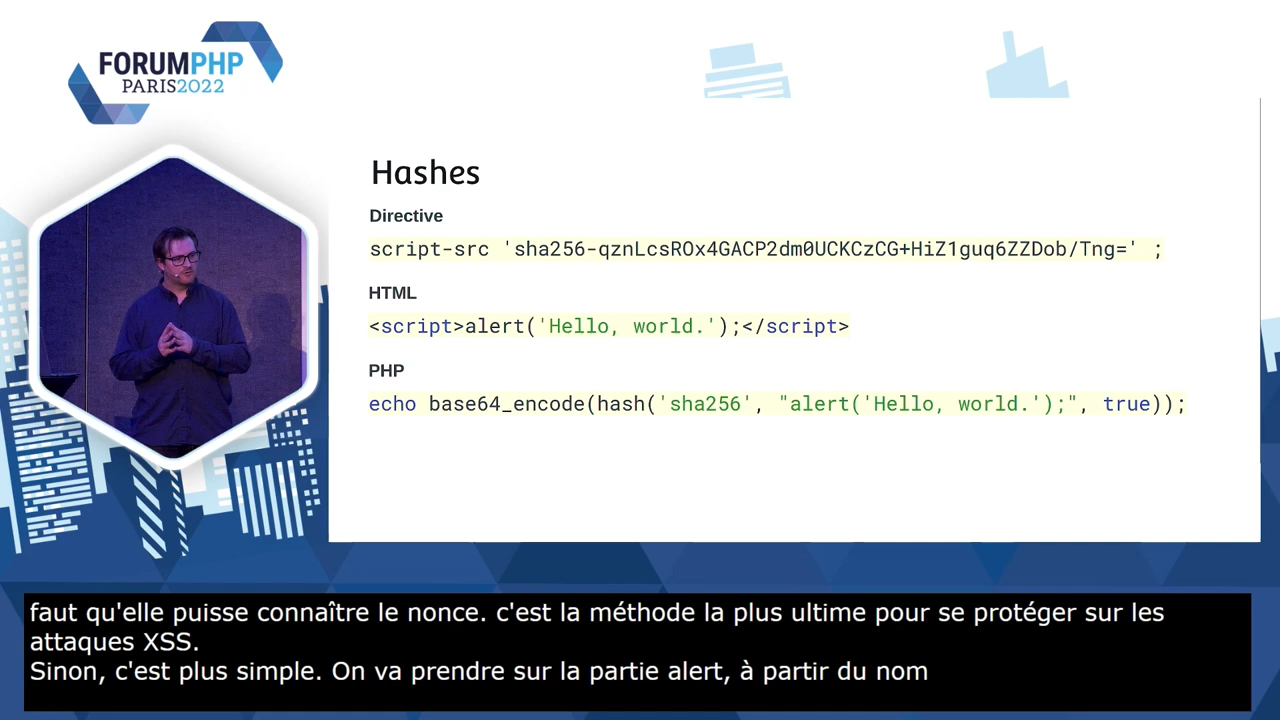 FORUMPHP
PARIS2022
Hashes
Directive
script-src 'sha256-qznLcsROx4GACP2dm0UCKCzCG+HiZ1guq6ZZDob/Tng=' ;
HTML
<script>alert('Hello, world.');</script>
PHP
echo base64_encode(hash('sha256', "alert('Hello, world.');", true));
faut qu'elle puisse connaître le nonce. c'est la méthode la plus ultime pour se protéger sur les
attaques XSS.
Sinon, c'est plus simple. On va prendre sur la partie alert, à partir du nom